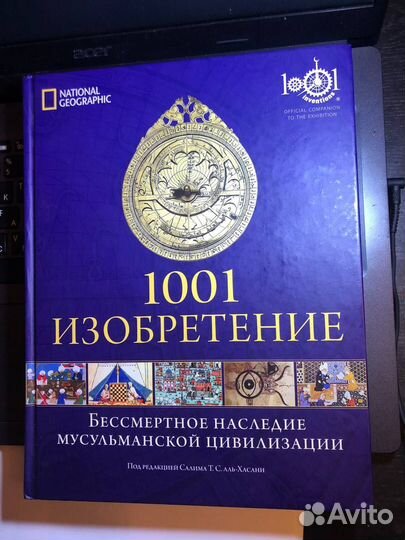 acer
NATIONAL
GEOGRAPHIC
1001
inventions
OFFICIAL COMPANION
TO THE EXHIBITION
1001
ИЗОБРЕТЕНИЕ
БЕССМЕРТНОЕ НАСЛЕДИЕ
МУСУЛЬМАНСКОЙ ЦИВИЛИЗАЦИИ
ПОД РЕДАКЦИЕЙ САЛИМА Т. С. АЛЬ-ХАСАНИ
Avito